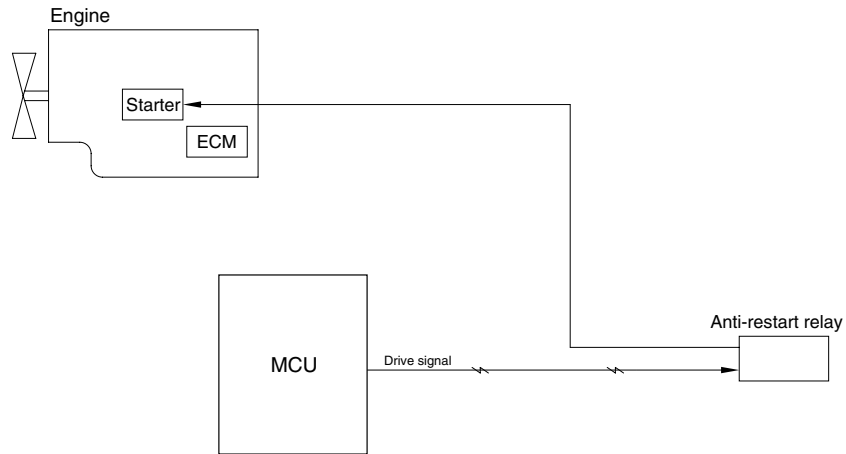 Engine
Starter
ECM
Anti-restart relay
MCU
Drive signal